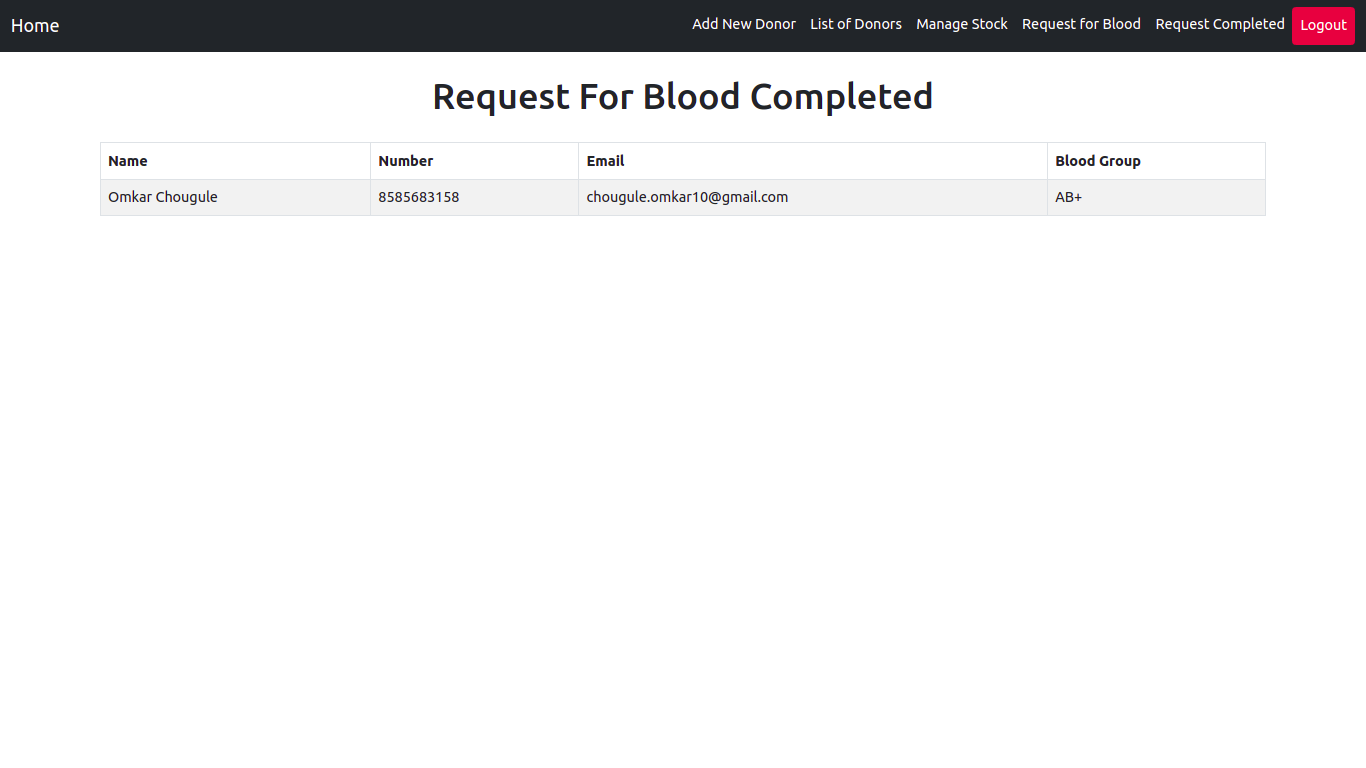 Home Add New Donor List of Donors Manage Stock Request for Blood Request Completed Logout
Request For Blood Completed
Name Number Email Blood Group
Omkar Chougule 8585683158 chougule.omkar10@gmail.com AB+